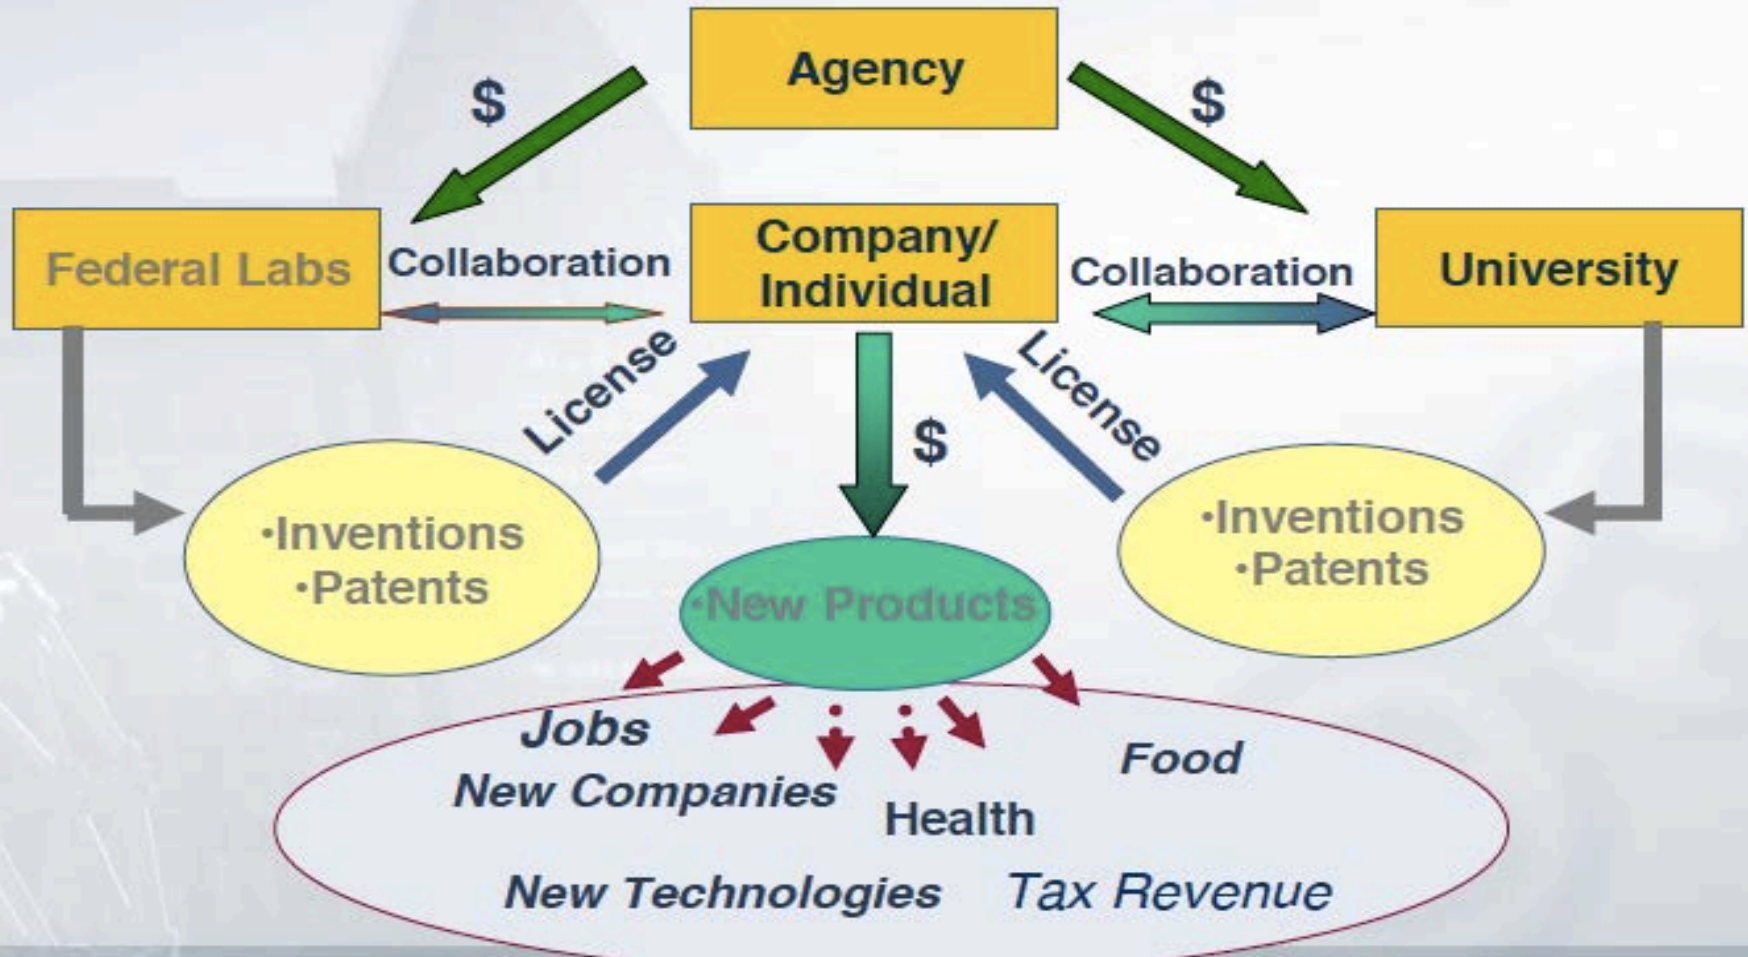 Agency
$
$
Federal Labs
Collaboration
Company/
Individual
Collaboration
University
License
$
License
•Inventions
•Patents
•New Products
•Inventions
•Patents
Jobs
Food
New Companies
Health
New Technologies
Tax Revenue